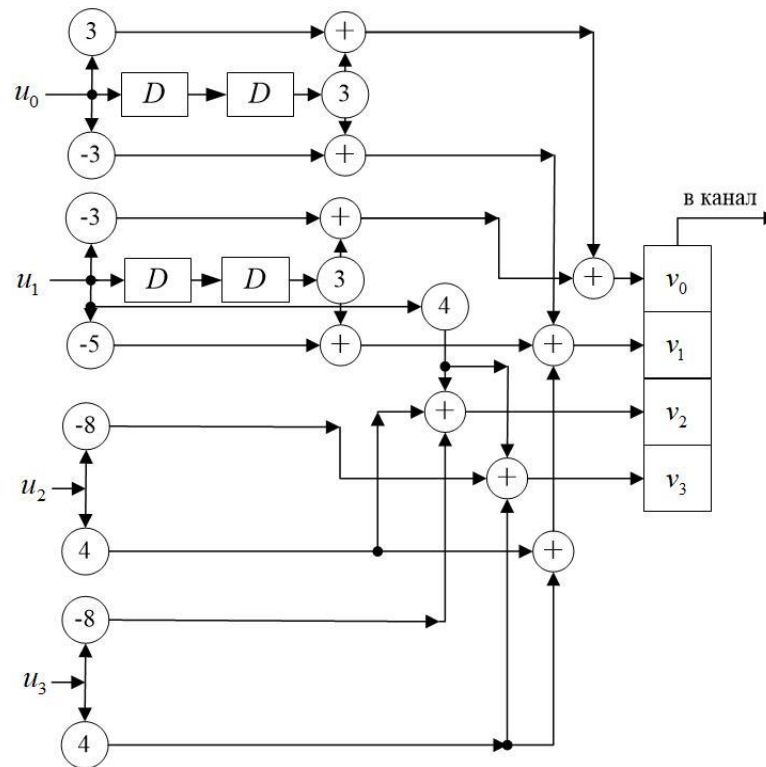 3 + 
u₀ D D 3
-3 +
-3 + в канал
u₁ D D 3 + v₀
4
-5 + + v₁
-8 + v₂
u₂ + v₃
4 +
-8
u₃
4